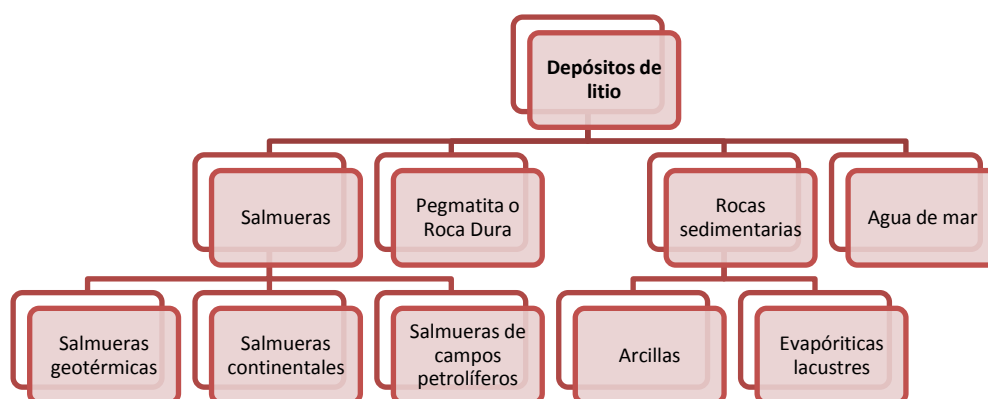 Depósitos de
litio
Salmueras
Pegmatita o
Roca Dura
Rocas
sedimentarias
Agua de mar
Salmueras
geotérmicas
Salmueras
continentales
Salmueras de
campos
petrolíferos
Arcillas
Evapóriticas
lacustres